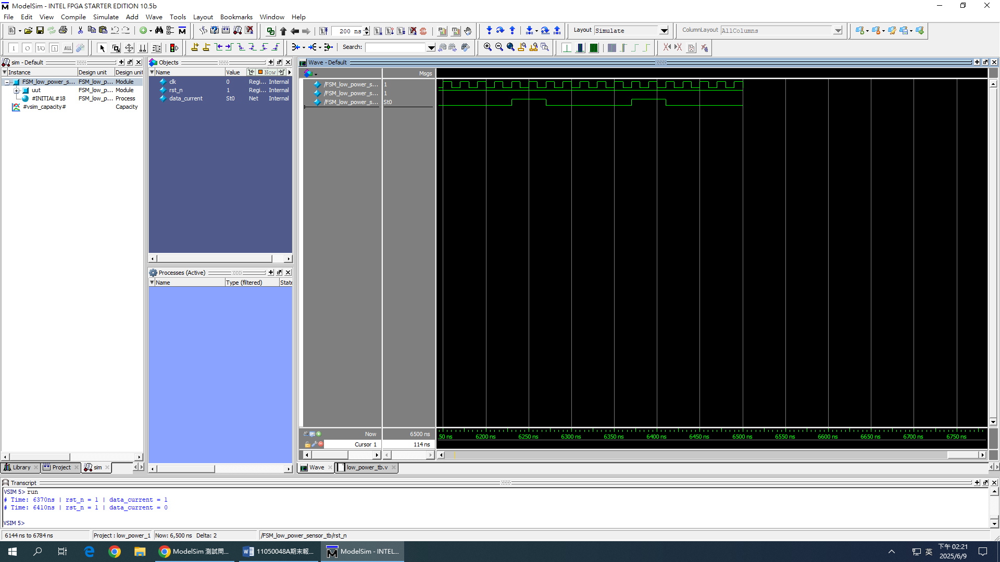 ModelSim - INTEL FPGA STARTER EDITION 10.5b
File Edit View Compile Simulate Add Wave Tools Layout Bookmarks Window Help
200 ns
Layout Simulate
ColumnLayout AllColumns
Search:
sim - Default
Instance Design unit Design unit
FSM_low_power_s... FSM_low_p... Module
uut FSM_low_p... Module
#INITIAL#18 FSM_low_p... Process
#vsim_capacity# Capacity
Library Project sim
Objects
Name Value Now
clk 0 Regi... Internal
rst_n 1 Regi... Internal
data_current St0 Net Internal
Processes (Active)
Name Type (filtered) State
Wave - Default
Msgs
/FSM_low_power_s... 1
/FSM_low_power_s... 1
/FSM_low_power_s... St0
Now 6500 ns
Cursor 1 114 ns
50 ns 6200 ns 6250 ns 6300 ns 6350 ns 6400 ns 6450 ns 6500 ns 6550 ns 6600 ns 6650 ns 6700 ns 6750 ns
Wave low_power_tb.v
Transcript
VSIM 5> run
# Time: 6370ns | rst_n = 1 | data_current = 1
# Time: 6410ns | rst_n = 1 | data_current = 0
VSIM 5>
6144 ns to 6784 ns Project : low_power_1 Now: 6,500 ns Delta: 2 /FSM_low_power_sensor_tb/rst_n
ModelSim 測試問...
11050048A期末報...
ModelSim - INTEL...
英
下午 02:21
2025/6/9